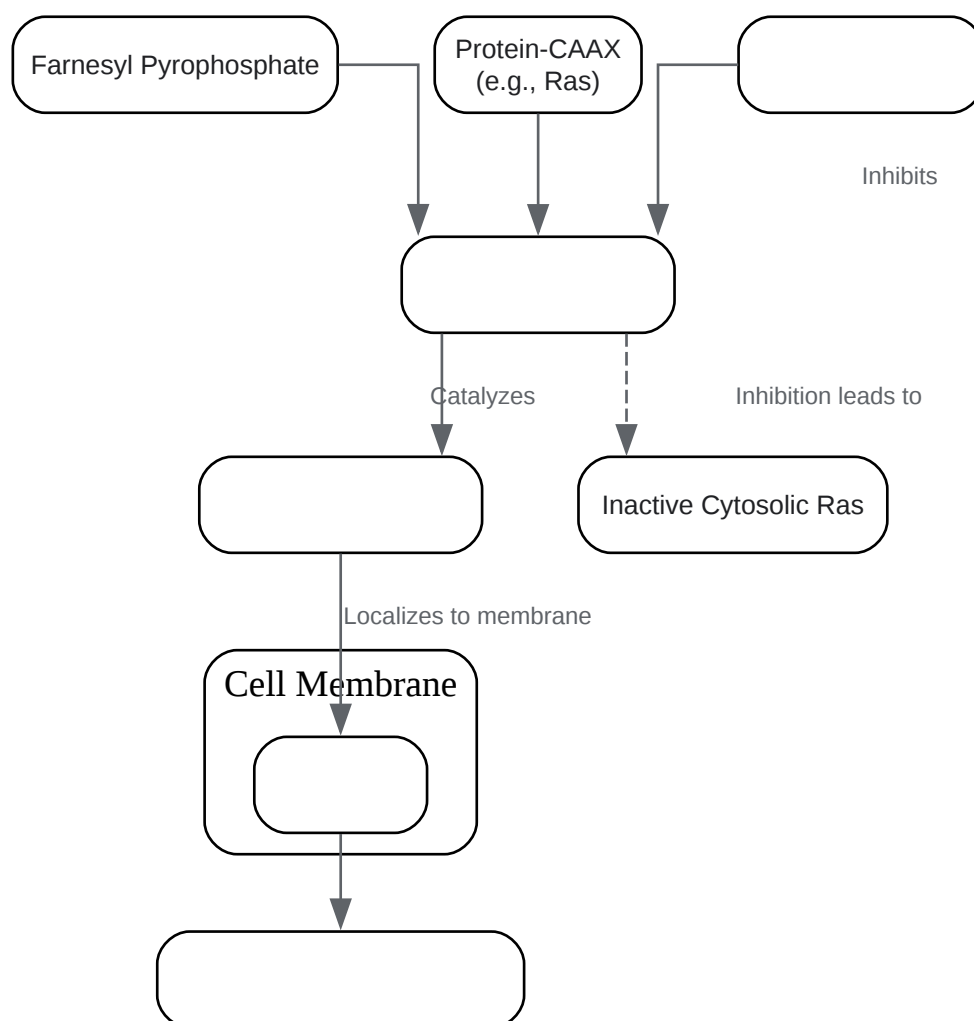 Farnesyl Pyrophosphate
Protein-CAAX
(e.g., Ras)
Inhibits
Catalyzes
Inhibition leads to
Inactive Cytosolic Ras
Localizes to membrane
Cell Membrane